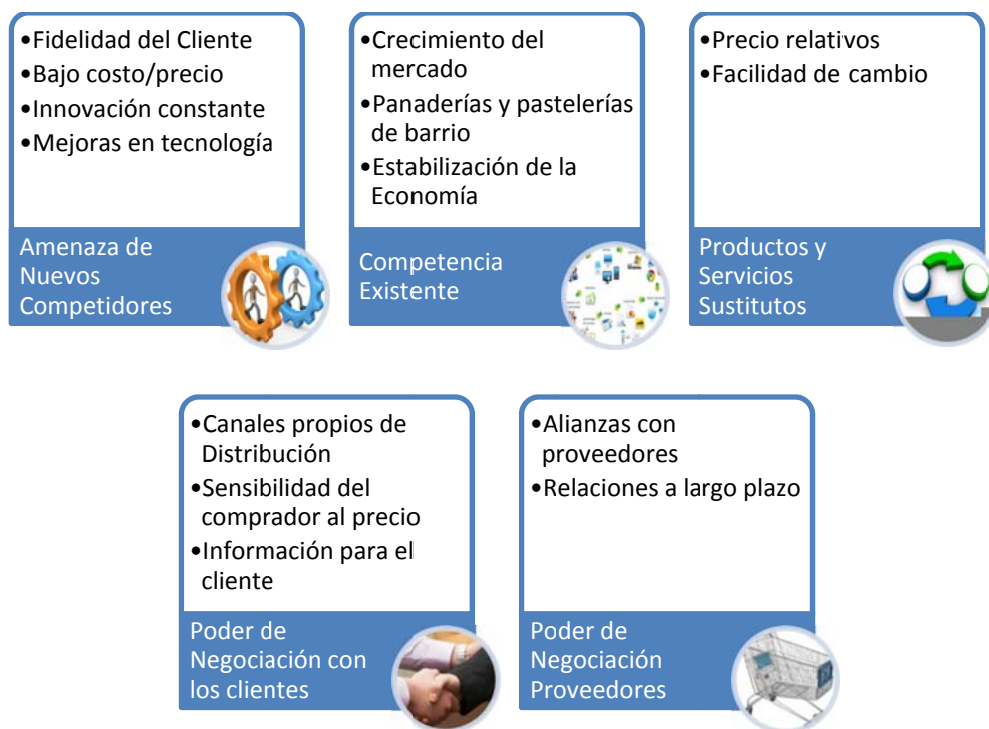 •Fidelidad del Cliente
•Bajo costo/precio
•Innovación constante
•Mejoras en tecnología
Amenaza de
Nuevos
Competidores
•Crecimiento del
mercado
•Panaderías y pastelerías
de barrio
•Estabilización de la
Economía
Competencia
Existente
•Precio relativos
•Facilidad de cambio
Productos y
Servicios
Sustitutos
•Canales propios de
Distribución
•Sensibilidad del
comprador al precio
•Información para el
cliente
Poder de
Negociación con
los clientes
•Alianzas con
proveedores
•Relaciones a largo plazo
Poder de
Negociación
Proveedores